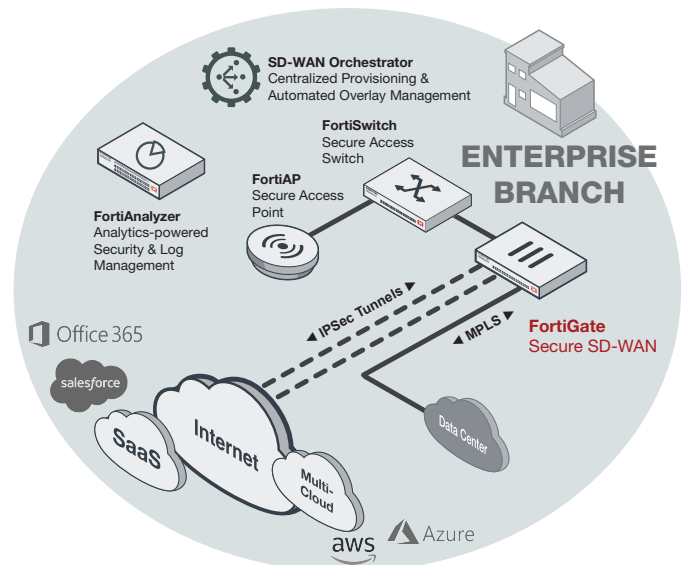 SD-WAN Orchestrator
Centralized Provisioning &
Automated Overlay Management
FortiSwitch
Secure Access
Switch
ENTERPRISE
BRANCH
FortiAP
Secure Access
Point
FortiAnalyzer
Analytics-powered
Security & Log
Management
◄ IPSec Tunnels ►
◄ MPLS ►
FortiGate
Secure SD-WAN
Office 365
salesforce
SaaS
Internet
Multi-
Cloud
Data Center
aws
Azure